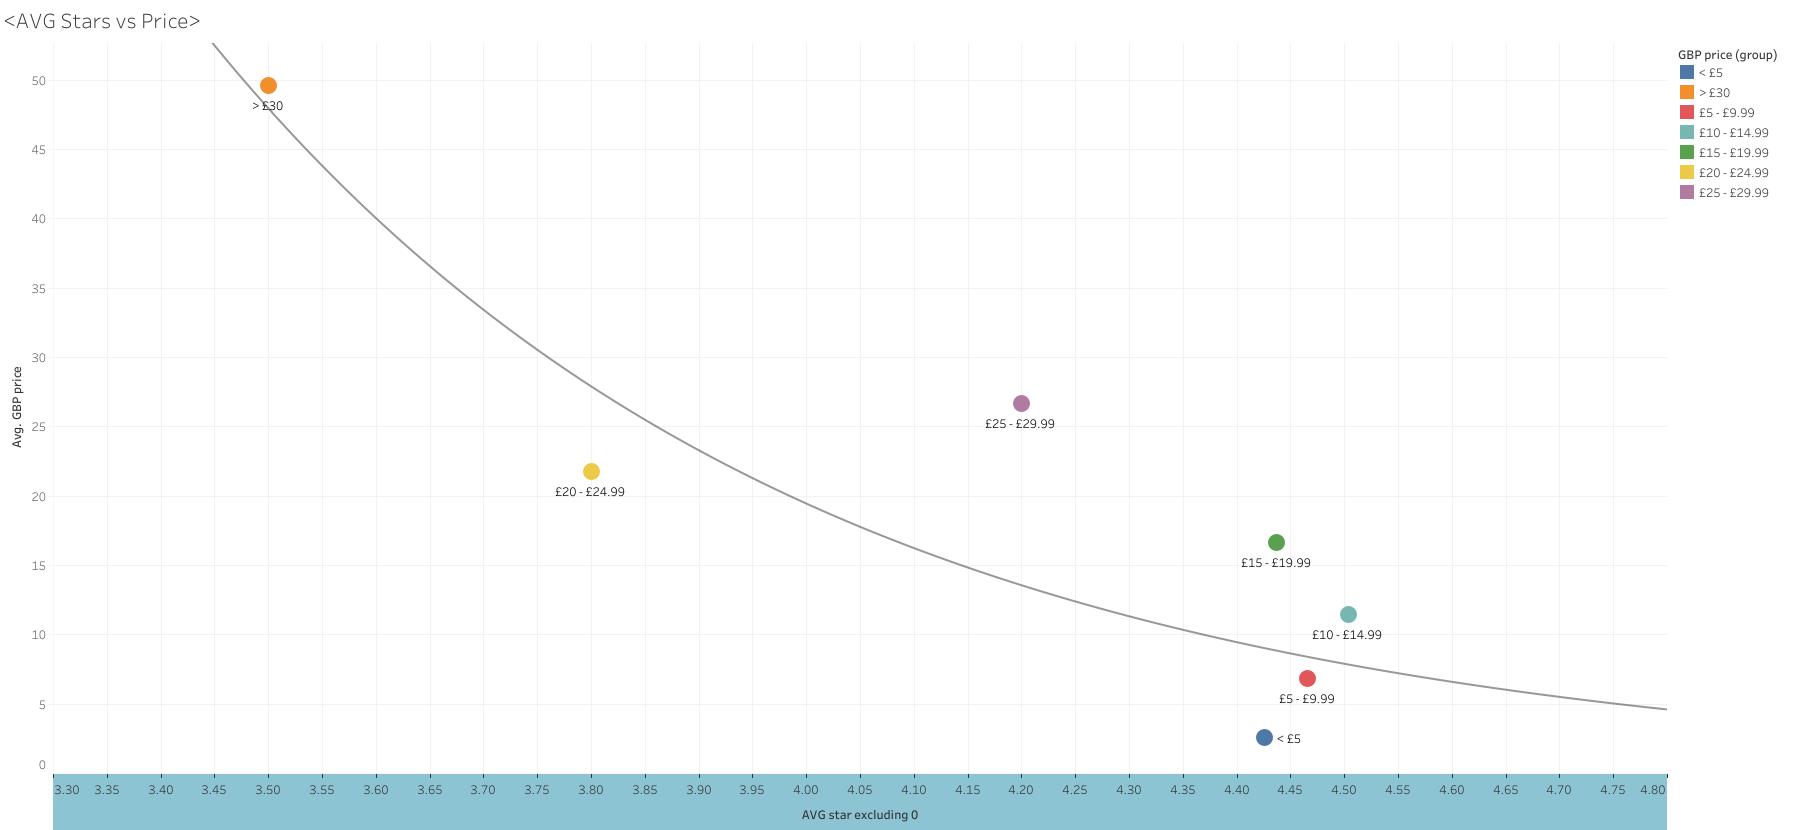 <AVG Stars vs Price>
GBP price (group)
< £5
> £30
£5 - £9.99
£10 - £14.99
£15 - £19.99
£20 - £24.99
£25 - £29.99
Avg. GBP price
50
45
40
35
30
25
20
15
10
5
0
> £30
£25 - £29.99
£20 - £24.99
£15 - £19.99
£10 - £14.99
£5 - £9.99
< £5
3.30 3.35 3.40 3.45 3.50 3.55 3.60 3.65 3.70 3.75 3.80 3.85 3.90 3.95 4.00 4.05 4.10 4.15 4.20 4.25 4.30 4.35 4.40 4.45 4.50 4.55 4.60 4.65 4.70 4.75 4.80
AVG star excluding 0